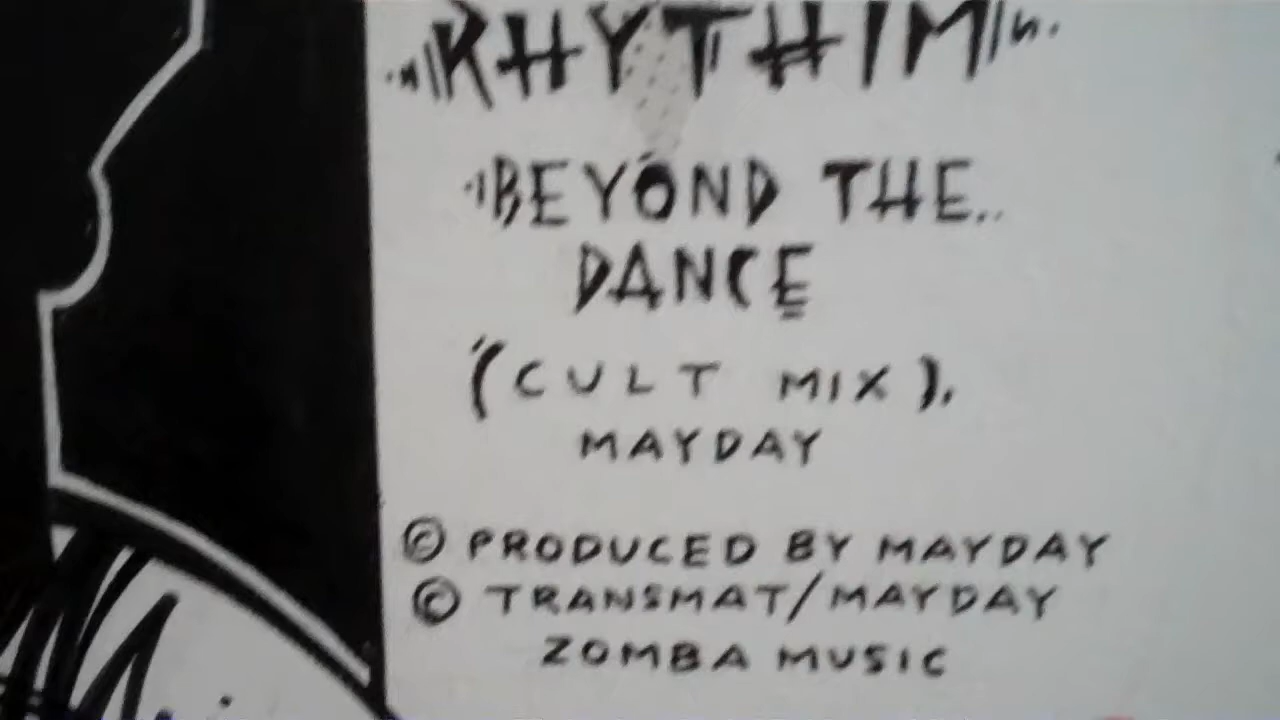 RHYTHIM
BEYOND THE..
DANCE
(CULT MIX),
MAYDAY
© PRODUCED BY MAYDAY
© TRANSMAT/MAYDAY
ZOMBA MUSIC